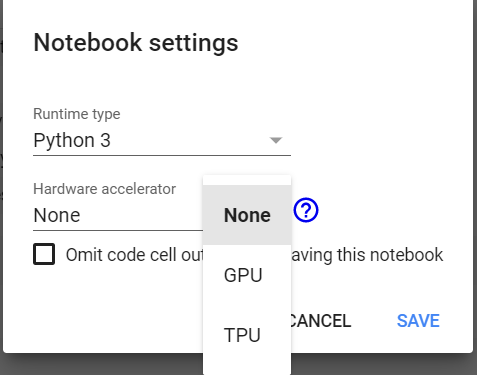 Notebook settings
Runtime type
Python 3
Hardware accelerator
None
None
GPU
TPU
Omit code cell out aving this notebook
CANCEL SAVE